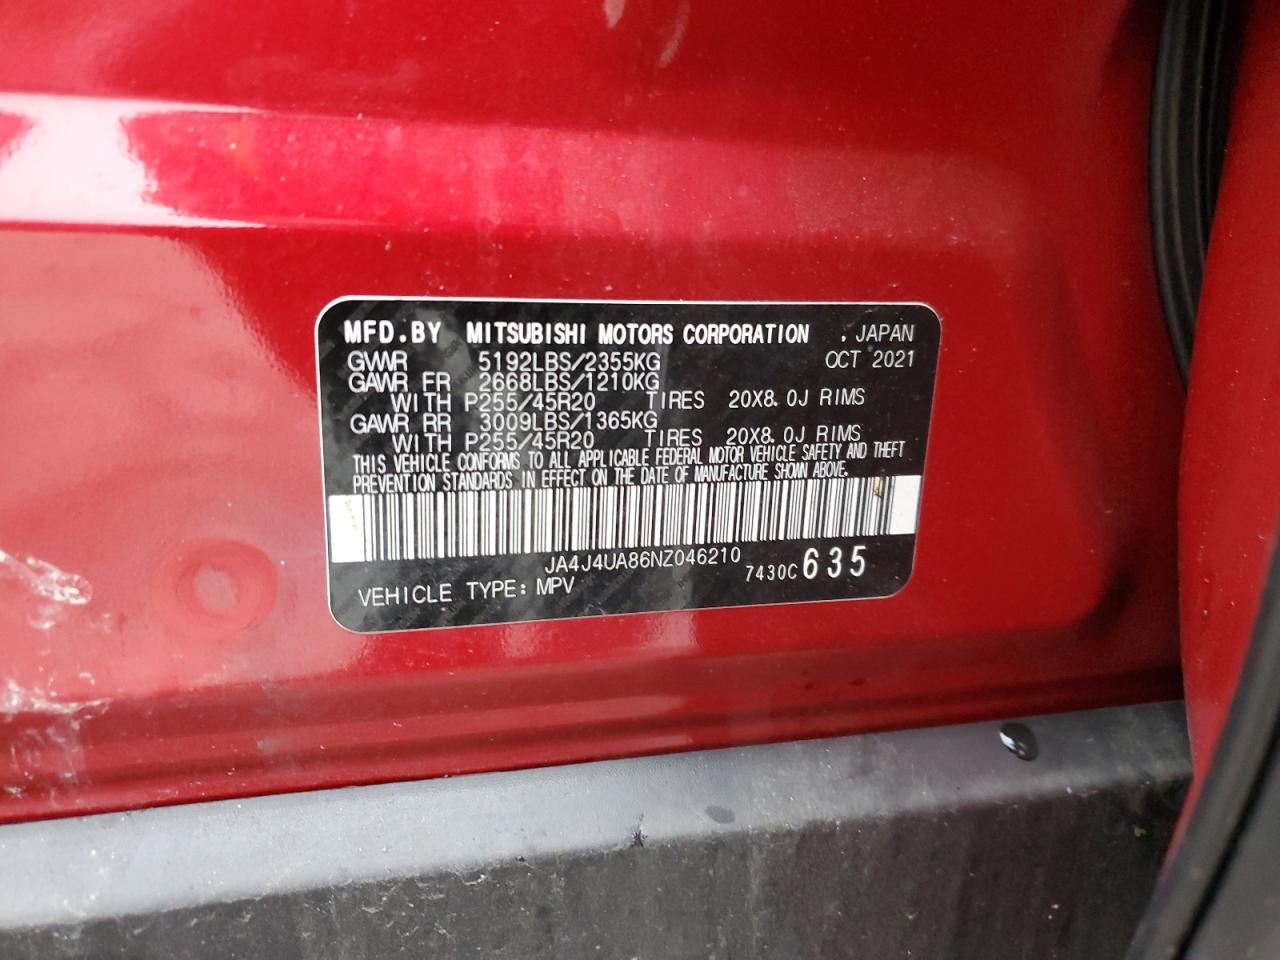 MFD.BY MITSUBISHI MOTORS CORPORATION . JAPAN
GVWR 5192LBS/2355KG OCT 2021
GAWR FR 2668LBS/1210KG
WITH P255/45R20 TIRES 20X8.0J RIMS
GAWR RR 3009LBS/1365KG
WITH P255/45R20 TIRES 20X8.0J RIMS
THIS VEHICLE CONFORMS TO ALL APPLICABLE FEDERAL MOTOR VEHICLE SAFETY AND THEFT
PREVENTION STANDARDS IN EFFECT ON THE DATE OF MANUFACTURE SHOWN ABOVE.
JA4J4UA86NZ046210
VEHICLE TYPE: MPV 7430C 635